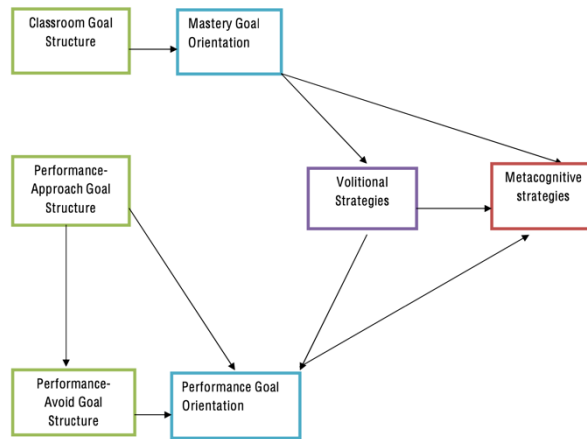 Classroom Goal
Structure
Mastery Goal
Orientation
Performance-
Approach Goal
Structure
Volitional
Strategies
Metacognitive
strategies
Performance-
Avoid Goal
Structure
Performance Goal
Orientation